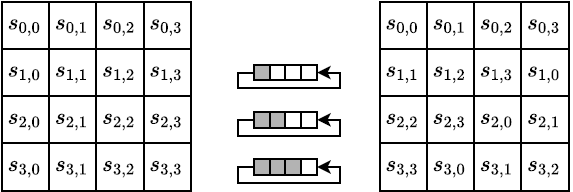 s0,0 s0,1 s0,2 s0,3 s0,0 s0,1 s0,2 s0,3
s1,0 s1,1 s1,2 s1,3 s1,1 s1,2 s1,3 s1,0
s2,0 s2,1 s2,2 s2,3 s2,2 s2,3 s2,0 s2,1
s3,0 s3,1 s3,2 s3,3 s3,3 s3,0 s3,1 s3,2